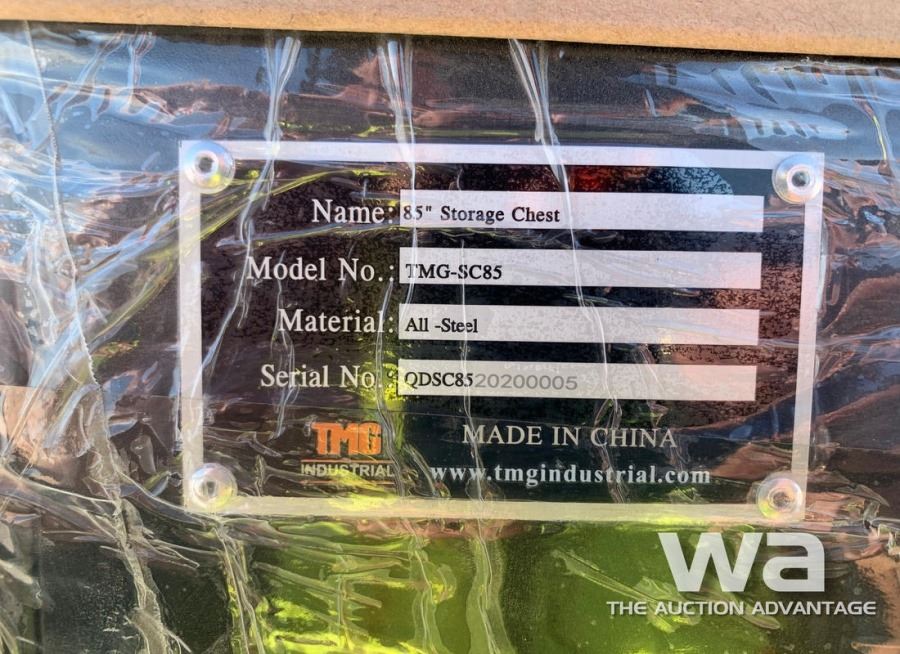 Name: 85" Storage Chest
Model No.: TMG-SC85
Material: All -Steel
Serial No.: QDSC8520200005
TMG
INDUSTRIAL
MADE IN CHINA
www.tmgindustrial.com
wa
THE AUCTION ADVANTAGE